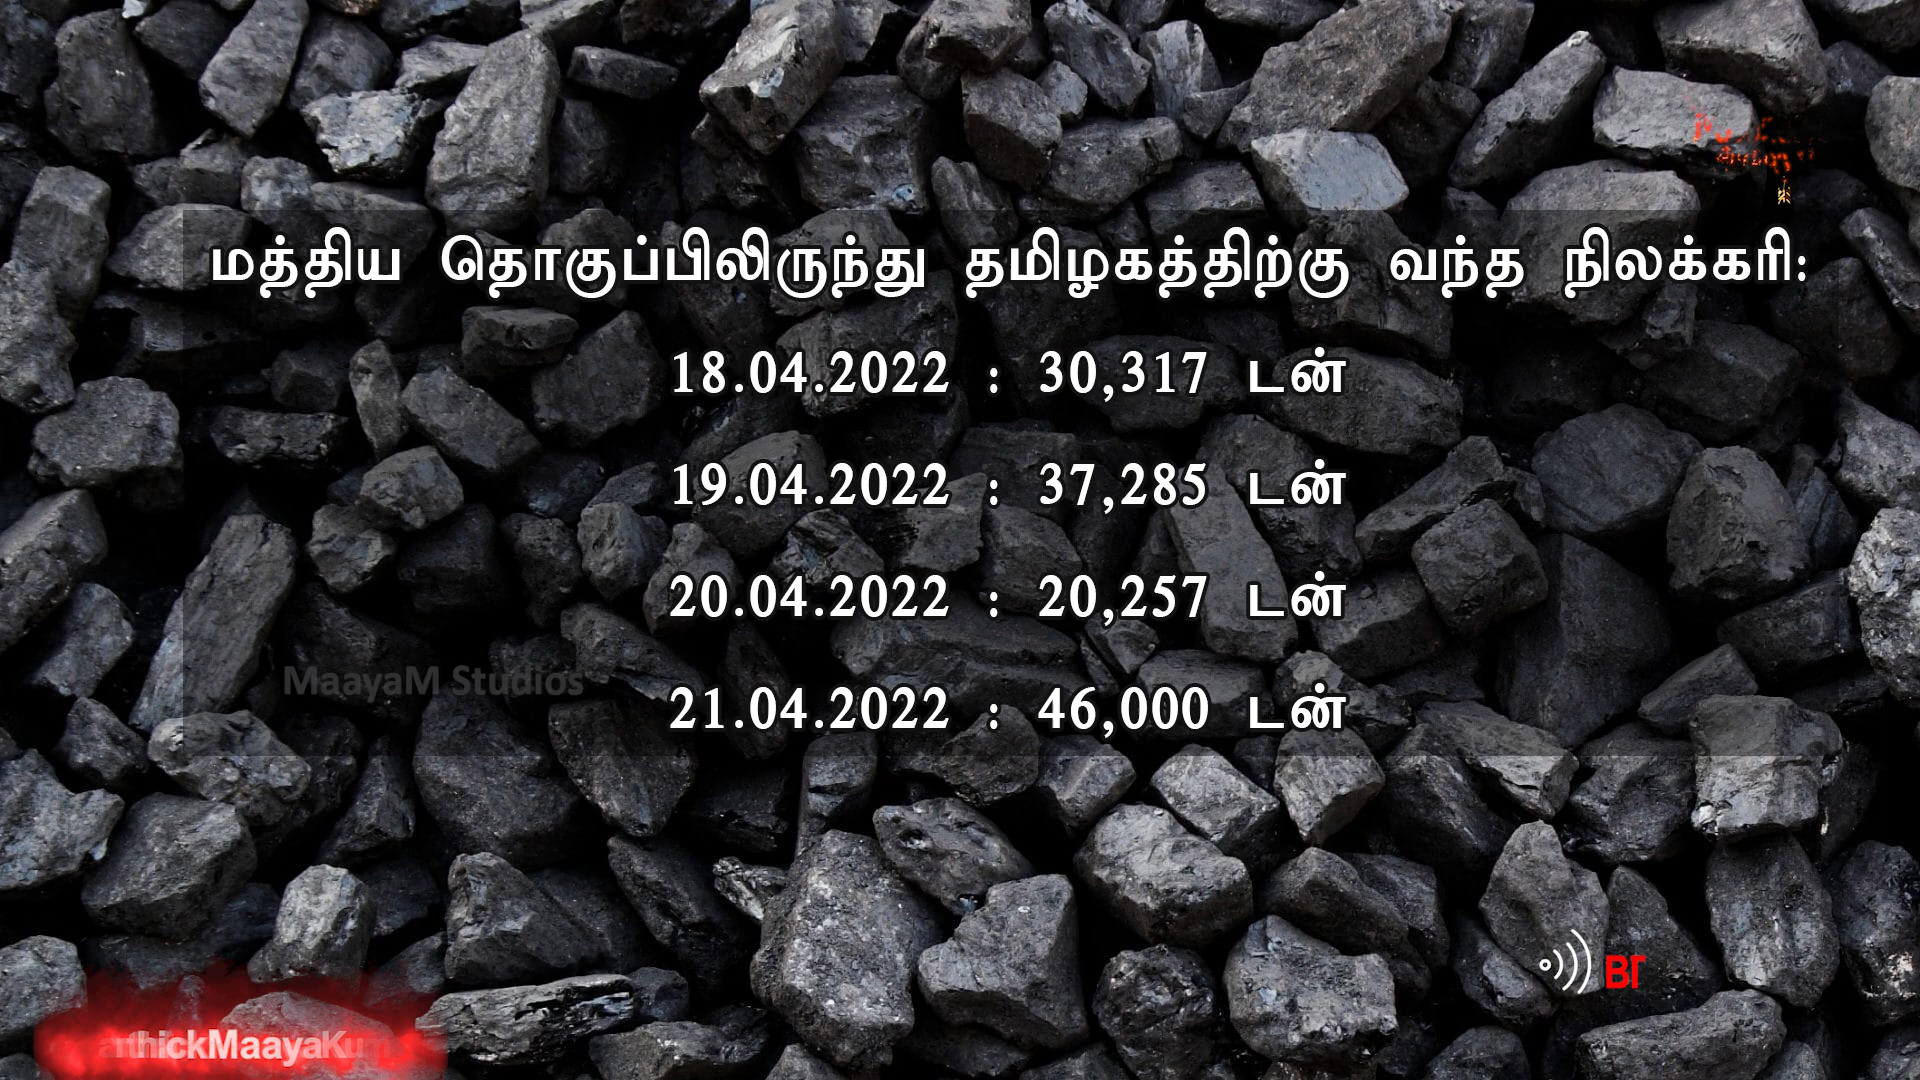 மத்திய தொகுப்பிலிருந்து தமிழகத்திற்கு வந்த நிலக்கரி:
18.04.2022 : 30,317 டன்
19.04.2022 : 37,285 டன்
20.04.2022 : 20,257 டன்
MaayaM Studios
21.04.2022 : 46,000 டன்